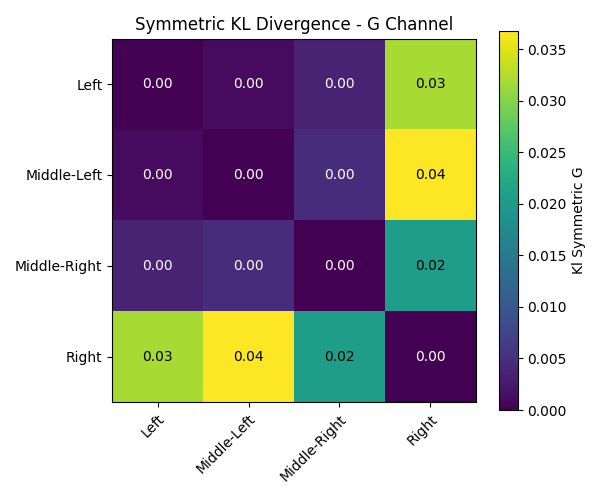 Symmetric KL Divergence - G Channel
Left
0.00 0.00 0.00 0.03
Middle-Left
0.00 0.00 0.00 0.04
Middle-Right
0.00 0.00 0.00 0.02
Right
0.03 0.04 0.02 0.00
Left
Middle-Left
Middle-Right
Right
0.035
0.030
0.025
0.020
0.015
0.010
0.005
0.000
Kl Symmetric G